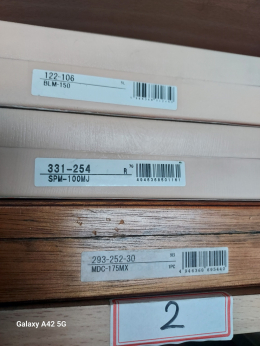 122-106
BLM-150
331-254
R
SPM-100MJ
293-252-30
MDC-175MX
2
Galaxy A42 5G